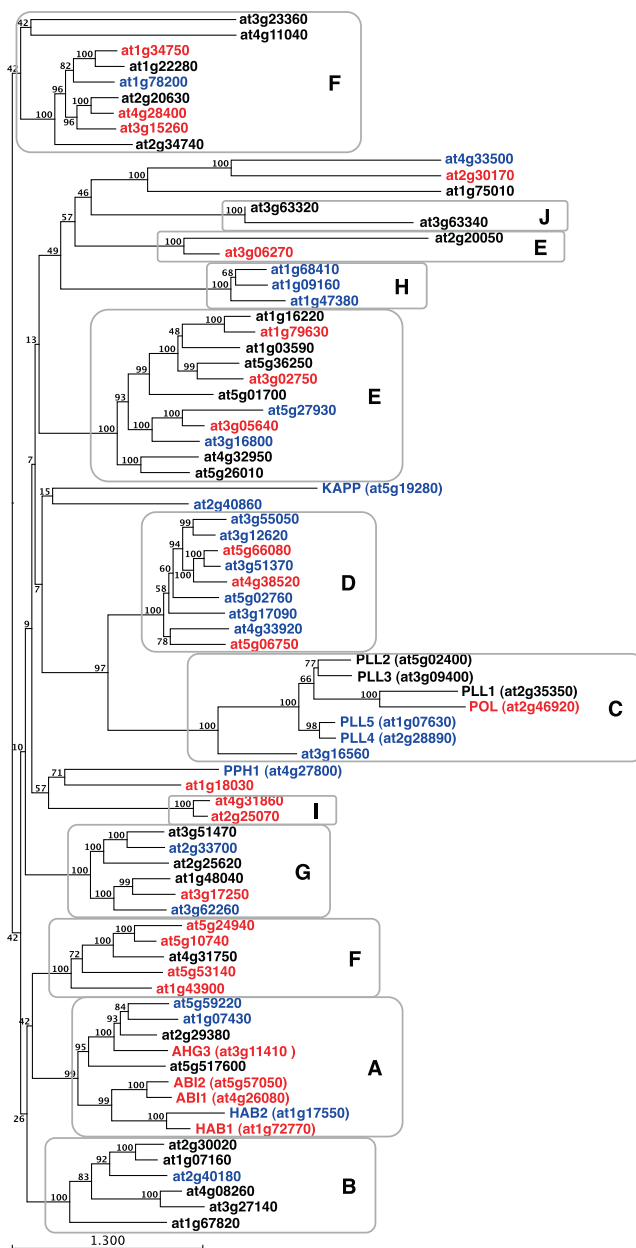 42 at3g23360
at4g11040
42
100 at1g34750
82 at1g22280
at1g78200
F
96 at2g20630
100 at4g28400
100 96 at3g15260
at2g34740
100 at4g33500
at2g30170
46 at1g75010
100 at3g63320
J
57 at3g63340
100 at2g20050
E
49 at3g06270
68 at1g68410
100 at1g09160
H
at1g47380
100 at1g16220
48 at1g79630
13 100 at1g03590
99 99 at5g36250
at3g02750
93 at5g01700
E
100 at5g27930
100 at3g05640
100 at3g16800
100 at4g32950
at5g26010
7
15 KAPP (at5g19280)
at2g40860
99 at3g55050
94 at3g12620
60 100 at5g66080
100 at3g51370
7 58 at4g38520
D
100 at5g02760
at3g17090
9 78 at4g33920
at5g06750
97
77 PLL2 (at5g02400)
66 PLL3 (at3g09400)
100 100 PLL1 (at2g35350)
POL (at2g46920)
C
98 PLL5 (at1g07630)
PLL4 (at2g28890)
100 at3g16560
10
71 PPH1 (at4g27800)
57 at1g18030
100 at4g31860
I
at2g25070
100 at3g51470
100 at2g33700
at2g25620
100 99 at1g48040
G
100 at3g17250
at3g62260
42
100 at5g24940
100 at5g10740
72 at4g31750
F
100 at5g53140
at1g43900
84 at5g59220
42 93 at1g07430
100 at2g29380
95 AHG3 (at3g11410 )
at5g517600
A
99 100 ABI2 (at5g57050)
99 ABI1 (at4g26080)
100 HAB2 (at1g17550)
26 HAB1 (at1g72770)
100 at2g30020
92 at1g07160
83 at2g40180
B
100 100 at4g08260
at3g27140
at1g67820
1.300